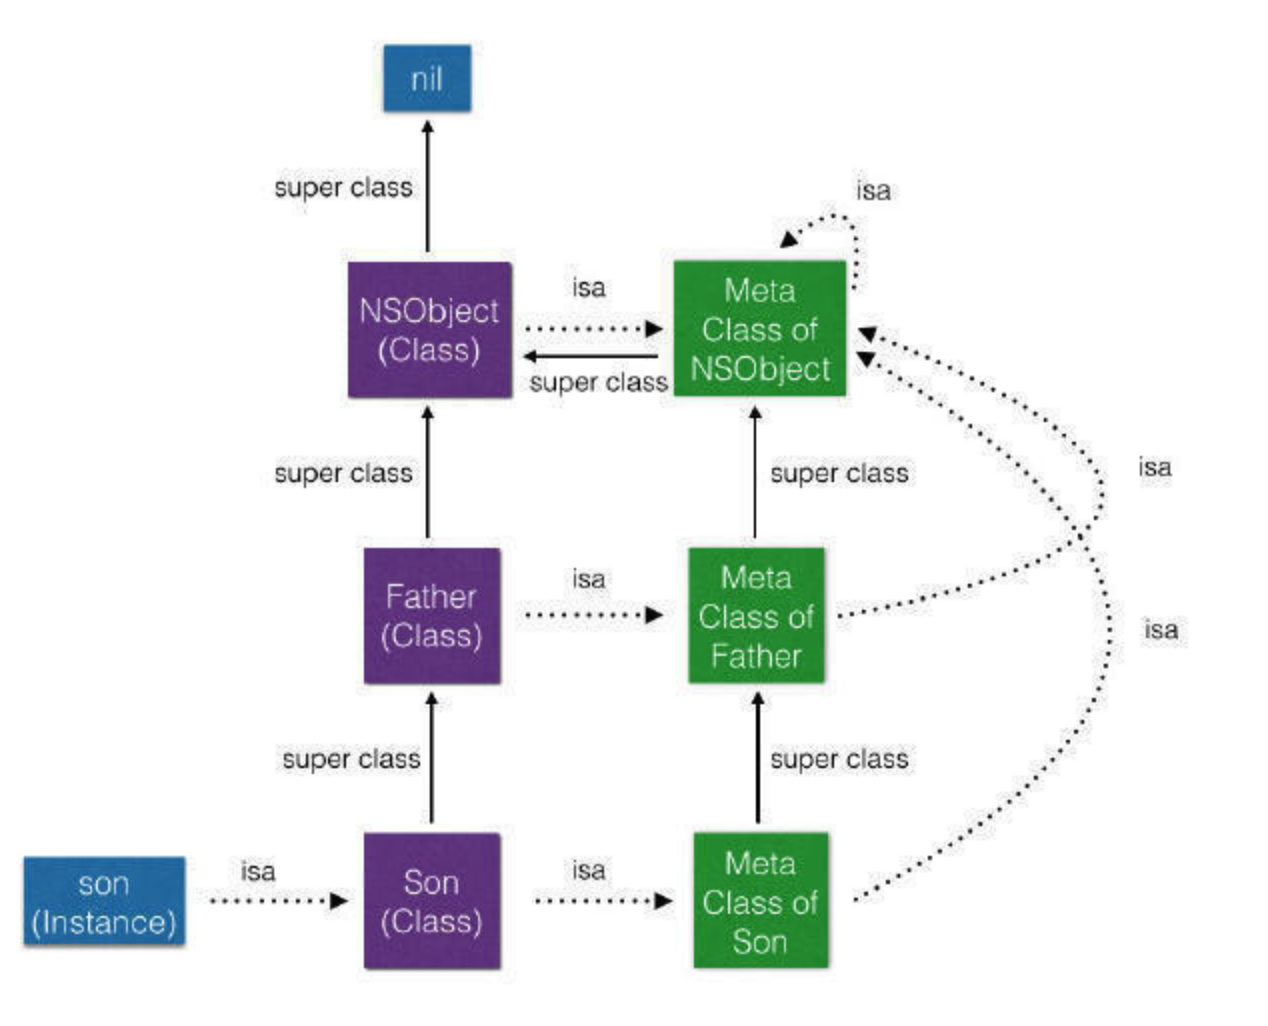 nil
super class
isa
NSObject
(Class)
isa
super class
Meta
Class of
NSObject
super class
super class
isa
Father
(Class)
isa
Meta
Class of
Father
isa
super class
super class
son
(Instance)
isa
Son
(Class)
isa
Meta
Class of
Son